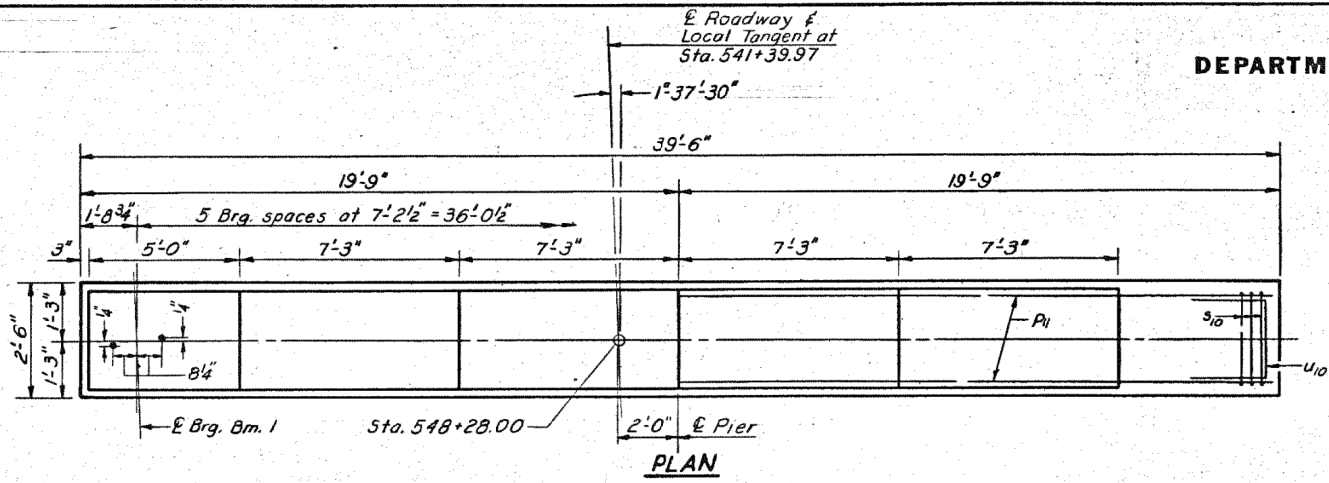 ℄ Roadway &
Local Tangent at
Sta. 541+39.97
DEPARTM
1°-37'-30"
39'-6"
19'-9"
19'-9"
1'-8¾"
5 Brg. spaces at 7'-2½" = 36'-0½"
3"
5'-0"
7'-3"
7'-3"
7'-3"
7'-3"
2'-6"
1'-3"
1'-3"
¼"
¼"
8¼"
P11
S10
U10
℄ Brg. Bm. 1
Sta. 548+28.00
2'-0"
℄ Pier
PLAN